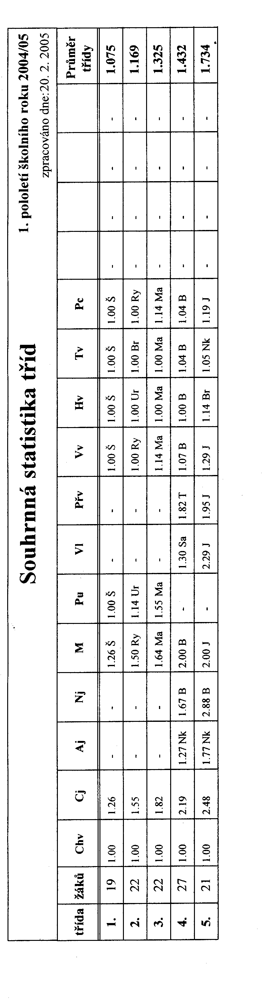 Souhrnná statistika tříd 1. pololetí školního roku 2004/05
zpracováno dne:20. 2. 2005
třída žáků Chv Cj Aj Nj M Pu Vl Přv Vv Hv Tv Pc Průměr třídy
1. 19 1.00 1.26 - - 1.26 Š 1.00 Š - - 1.00 Š 1.00 Š 1.00 Š 1.00 Š - - - - 1.075
2. 22 1.00 1.55 - - 1.50 Ry 1.14 Ur - - 1.00 Ry 1.00 Ur 1.00 Br 1.00 Ry - - - - 1.169
3. 22 1.00 1.82 - - 1.64 Ma 1.55 Ma - - 1.14 Ma 1.00 Ma 1.00 Ma 1.14 Ma - - - - 1.325
4. 27 1.00 2.19 1.27 Nk 1.67 B 2.00 B - 1.30 Sa 1.82 T 1.07 B 1.00 B 1.04 B 1.04 B - - - - 1.432
5. 21 1.00 2.48 1.77 Nk 2.88 B 2.00 J - 2.29 J 1.95 J 1.29 J 1.14 Br 1.05 Nk 1.19 J - - - - 1.734